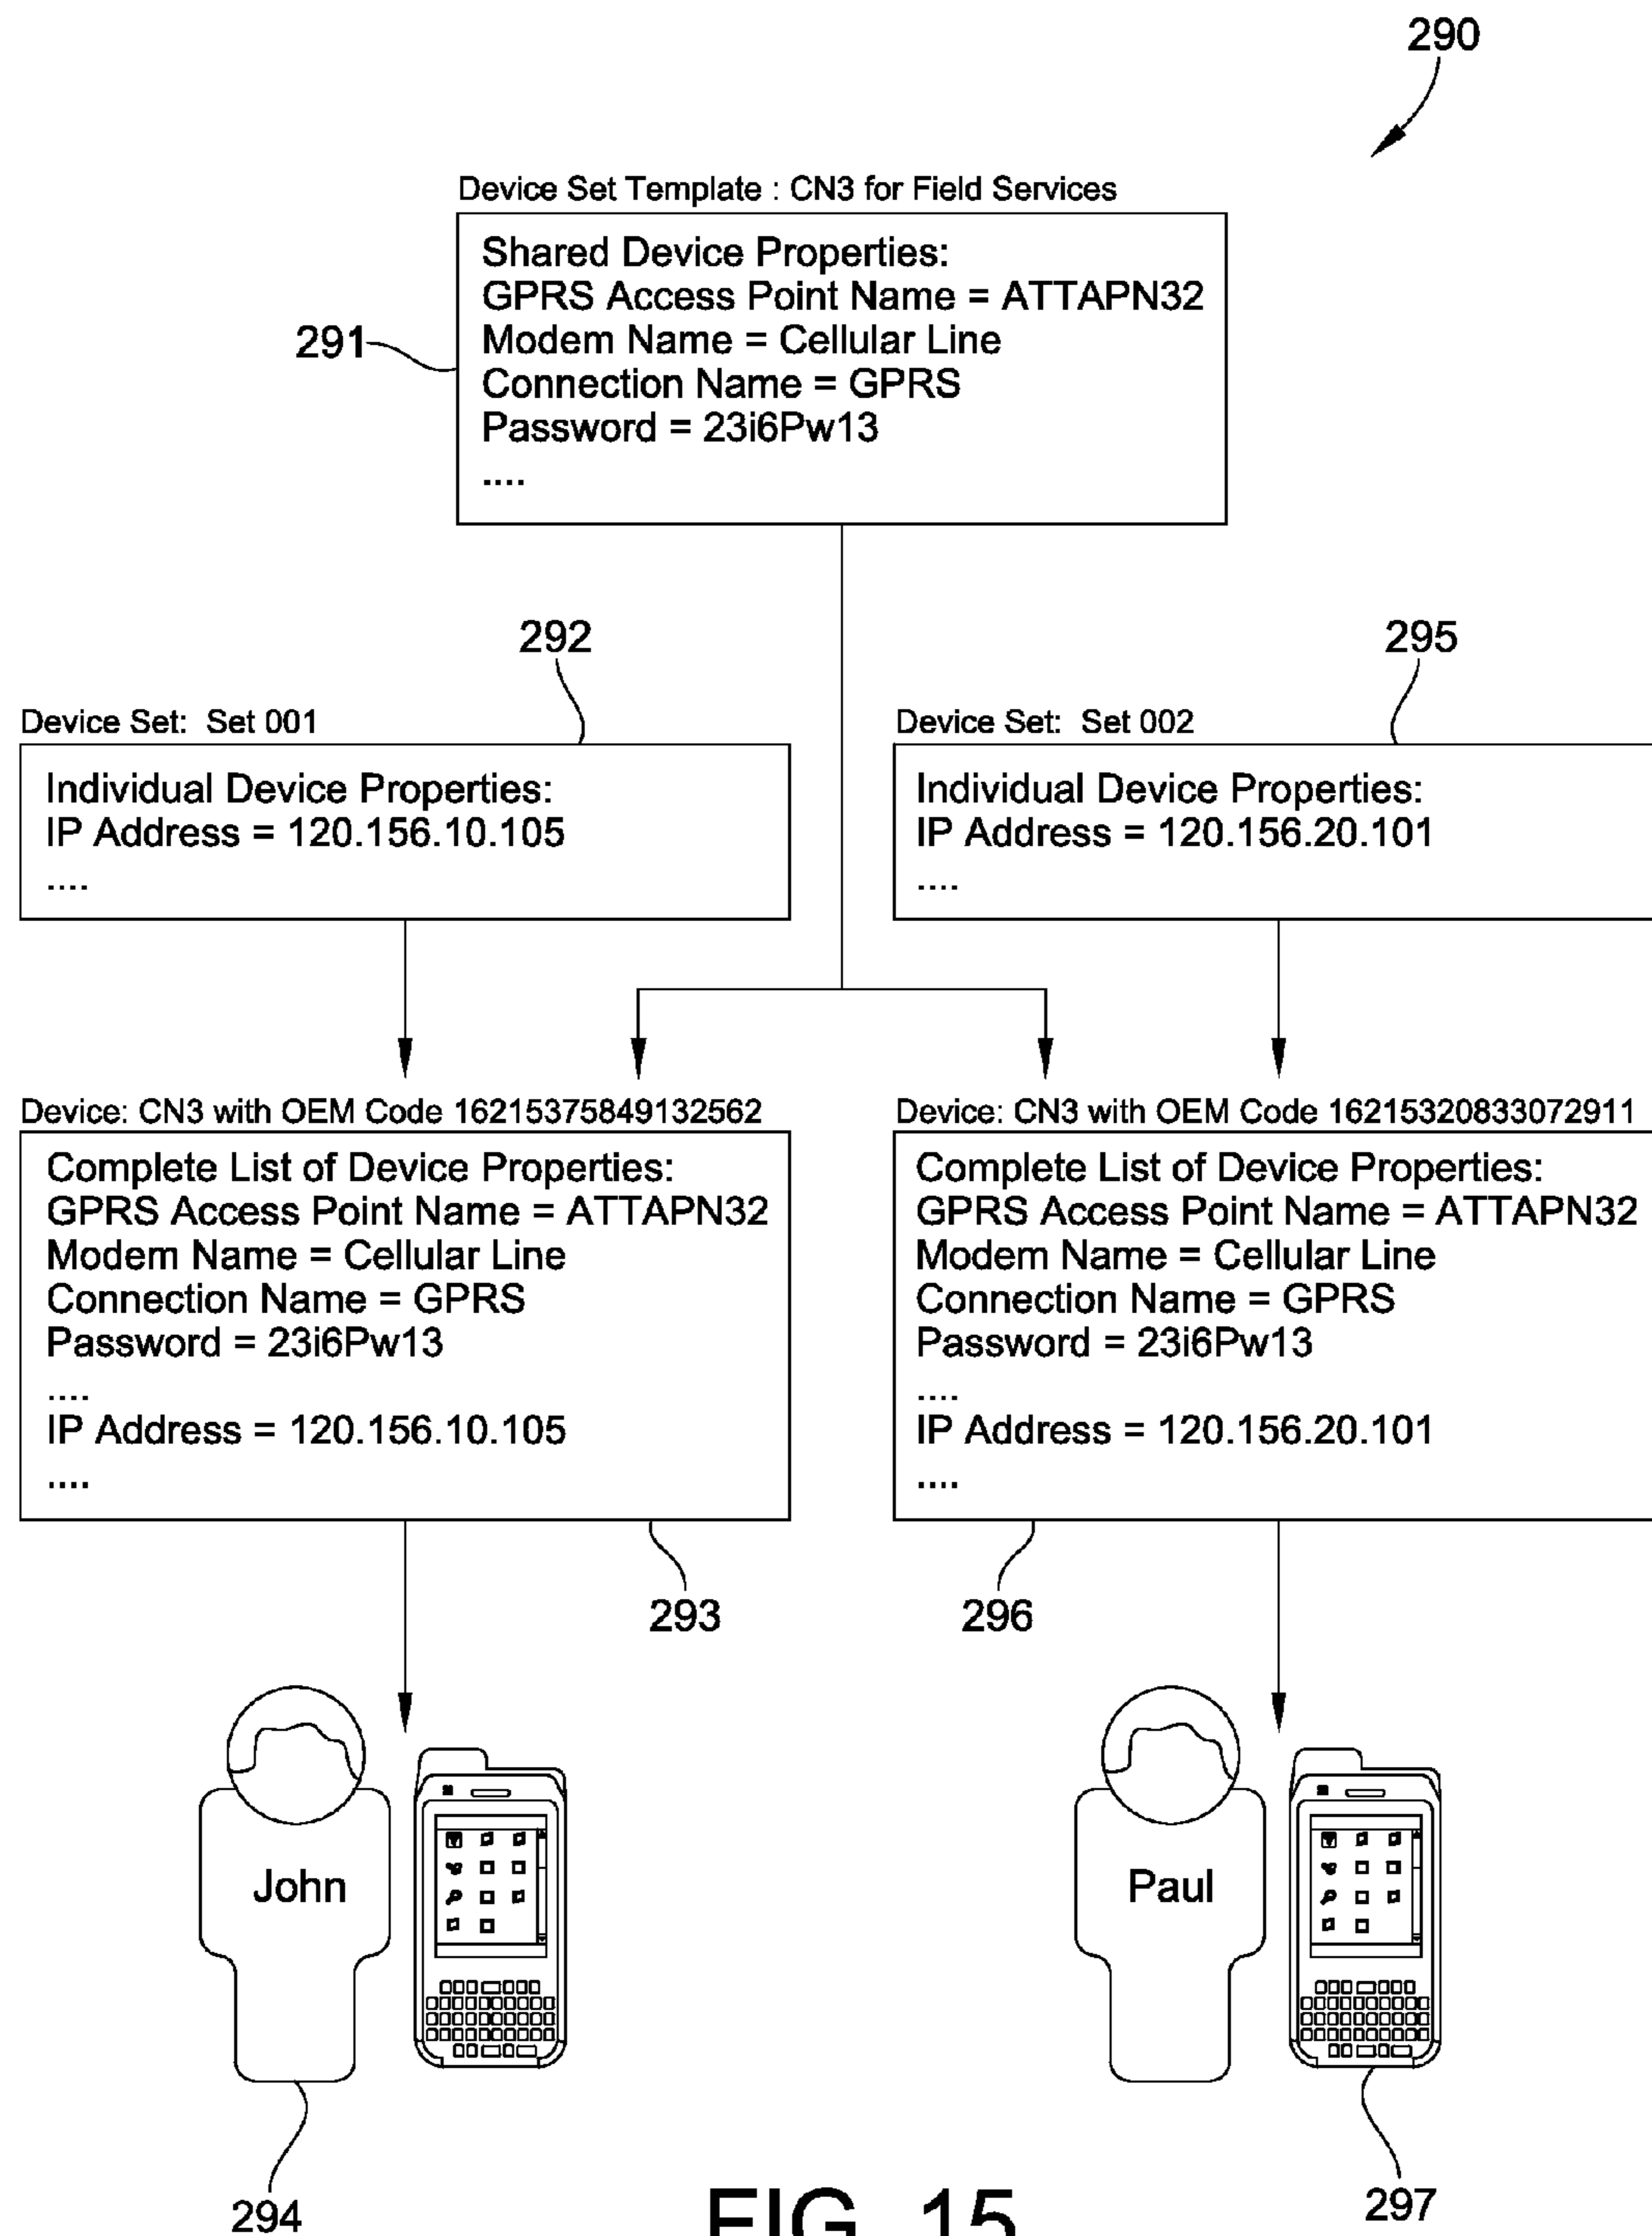 290
Device Set Template : CN3 for Field Services
Shared Device Properties:
GPRS Access Point Name = ATTAPN32
291
Modem Name = Cellular Line
Connection Name = GPRS
Password = 23i6Pw13
....
292
295
Device Set: Set 001
Individual Device Properties:
IP Address = 120.156.10.105
....
Device Set: Set 002
Individual Device Properties:
IP Address = 120.156.20.101
....
Device: CN3 with OEM Code 16215375849132562
Complete List of Device Properties:
GPRS Access Point Name = ATTAPN32
Modem Name = Cellular Line
Connection Name = GPRS
Password = 23i6Pw13
....
IP Address = 120.156.10.105
....
293
Device: CN3 with OEM Code 16215320833072911
Complete List of Device Properties:
GPRS Access Point Name = ATTAPN32
Modem Name = Cellular Line
Connection Name = GPRS
Password = 23i6Pw13
....
IP Address = 120.156.20.101
....
296
John
Paul
294
297
FIG. 15